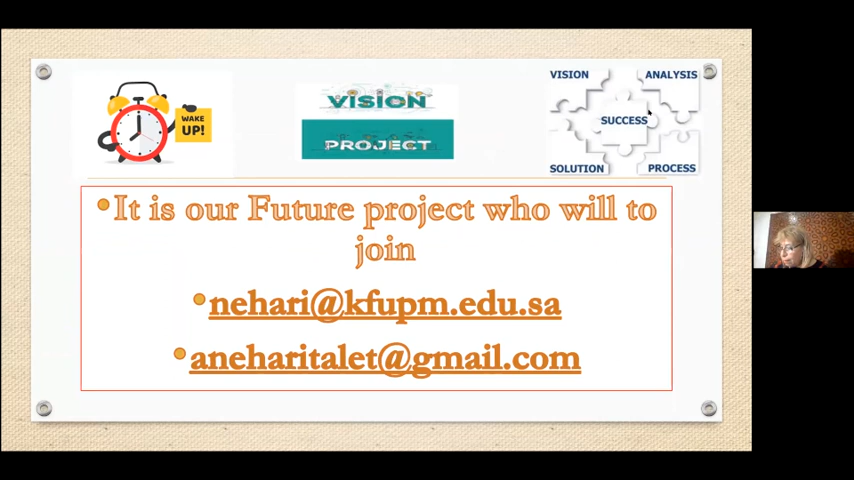 WAKE
UP!
VISION
PROJECT
VISION
ANALYSIS
SUCCESS
SOLUTION
PROCESS
It is our Future project who will to
join
nehari@kfupm.edu.sa
aneharitalet@gmail.com